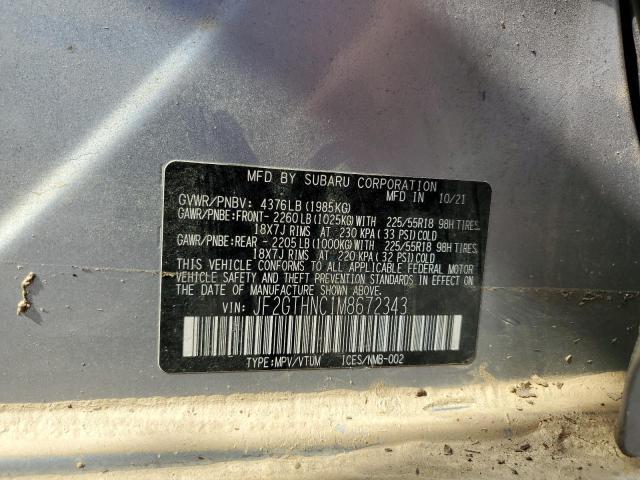 MFD BY SUBARU CORPORATION
GVWR/PNBV: 4376LB(1985KG) MFD IN 10/21
GAWR/PNBE:FRONT- 2260LB(1025KG)WITH 225/55R18 98H TIRES,
18X7J RIMS AT 230 KPA(33 PSI)COLD
GAWR/PNBE:REAR - 2205LB(1000KG)WITH 225/55R18 98H TIRES,
18X7J RIMS AT 220 KPA(32 PSI)COLD
THIS VEHICLE CONFORMS TO ALL APPLICABLE FEDERAL MOTOR
VEHICLE SAFETY AND THEFT PREVENTION STANDARDS IN EFFECT ON
THE DATE OF MANUFACTURE SHOWN ABOVE.
VIN: JF2GTHNC1M8672343
TYPE:MPV/VTUM ICES/NMB-002